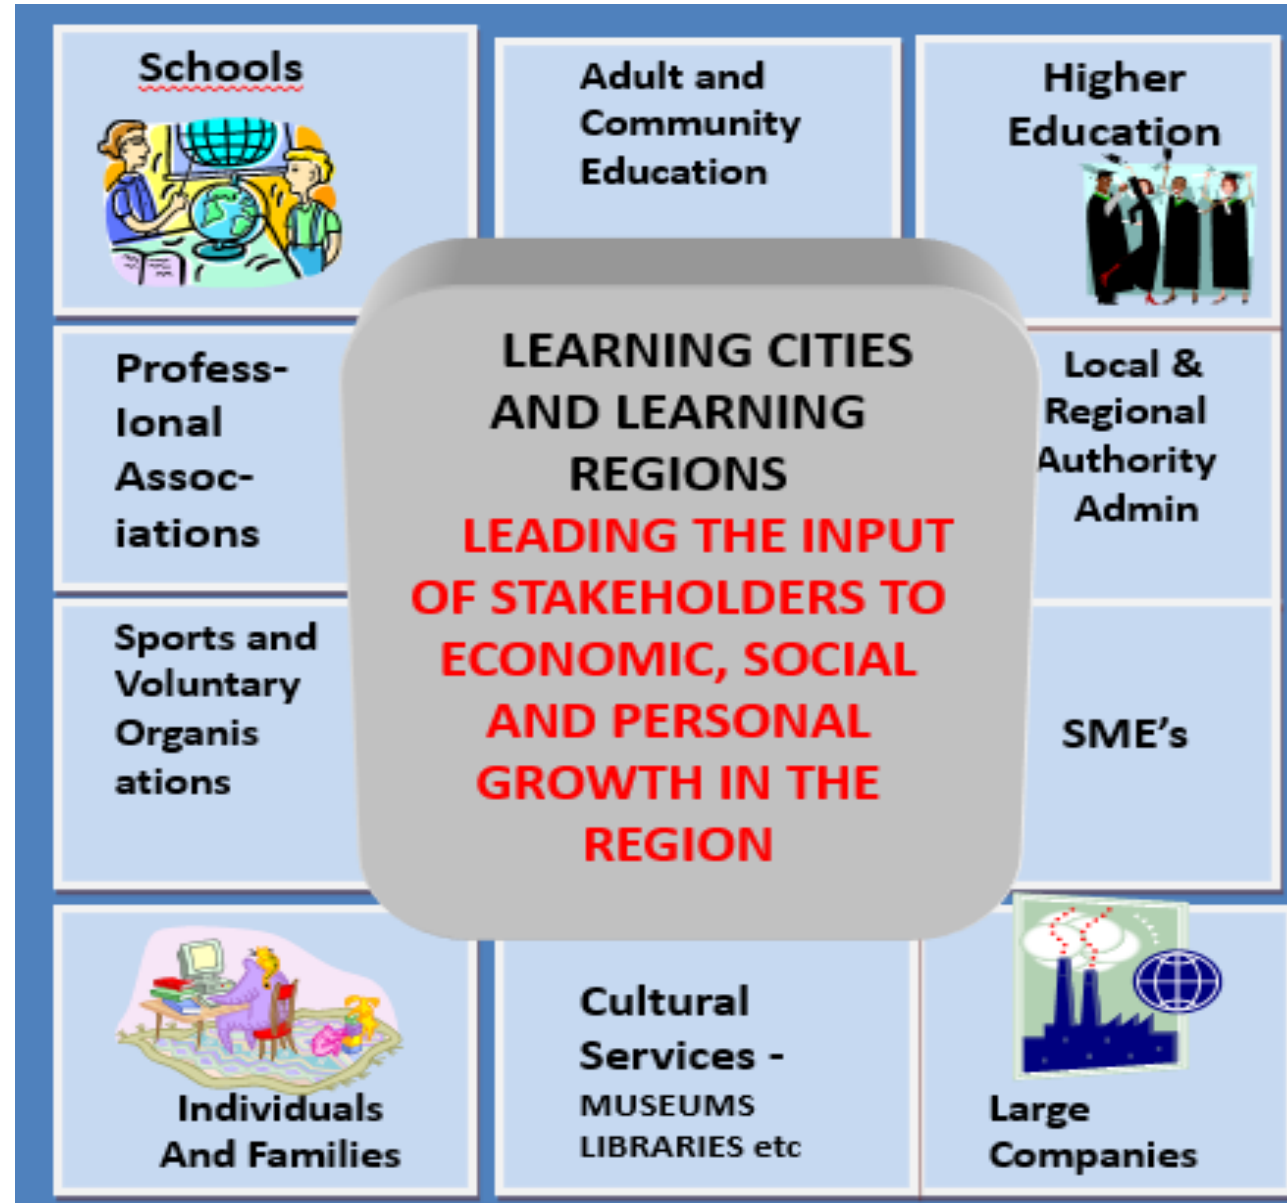 Schools
Adult and
Community
Education
Higher
Education
Profess-
Ional
Assoc-
iations
LEARNING CITIES
AND LEARNING
REGIONS
LEADING THE INPUT
OF STAKEHOLDERS TO
ECONOMIC, SOCIAL
AND PERSONAL
GROWTH IN THE
REGION
Local &
Regional
Authority
Admin
Sports and
Voluntary
Organis
ations
SME’s
Individuals
And Families
Cultural
Services -
MUSEUMS
LIBRARIES etc
Large
Companies